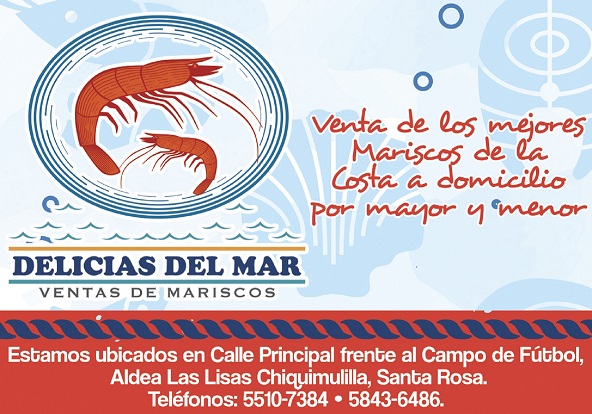 Venta de los mejores
Mariscos de la
Costa a domicilio
por mayor y menor
DELICIAS DEL MAR
VENTAS DE MARISCOS
Estamos ubicados en Calle Principal frente al Campo de Fútbol,
Aldea Las Lisas Chiquimulilla, Santa Rosa.
Teléfonos: 5510-7384 • 5843-6486.